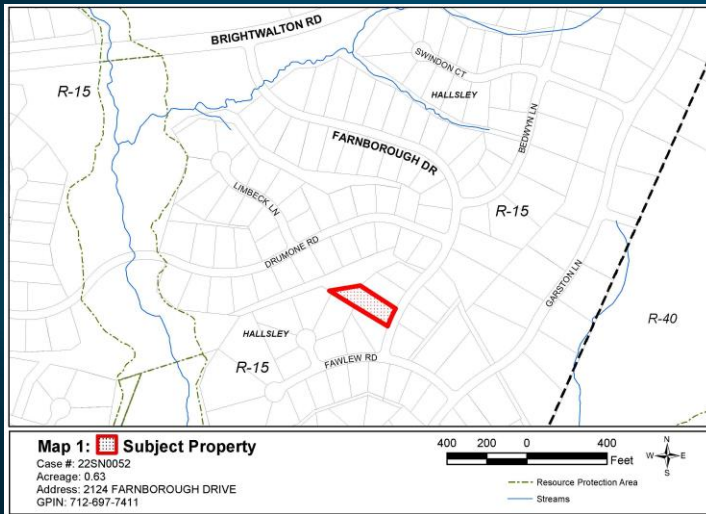 BRIGHTWALTON RD
SWINDON CT
R-15
HALLSLEY
BEDWYN LN
FARNBOROUGH DR
LIMBECK LN
R-15
DRUMONE RD
GARSTON LN
R-40
HALLSLEY
R-15
FAWLEW RD
Map 1: Subject Property
Case #: 22SN0052
Acreage: 0.63
Address: 2124 FARNBOROUGH DRIVE
GPIN: 712-697-7411
400 200 0 400
Feet
N
W E
S
Resource Protection Area
Streams